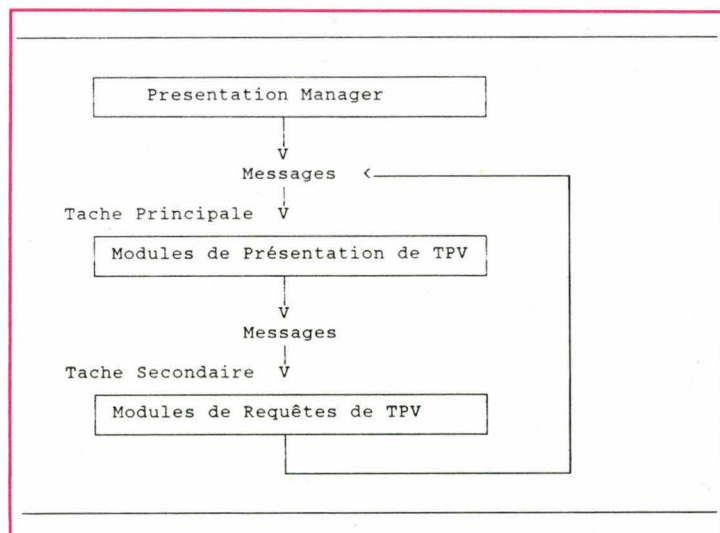 Presentation Manager
Messages
Tache Principale
Modules de Présentation de TPV
Messages
Tache Secondaire
Modules de Requêtes de TPV